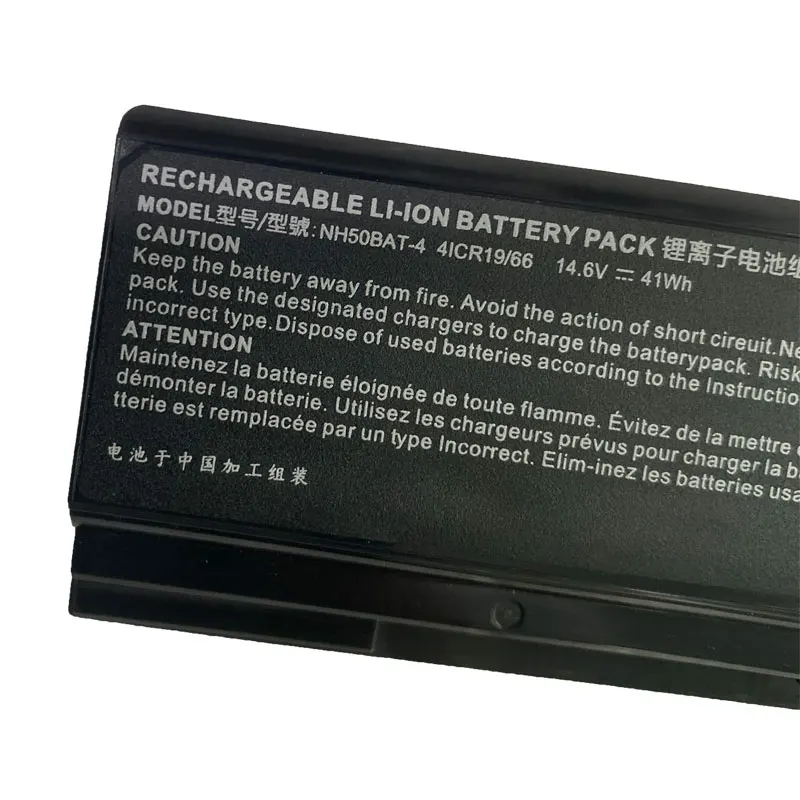 RECHARGEABLE LI-ION BATTERY PACK 锂离子电池组
MODEL型号/型號: NH50BAT-4 4ICR19/66 14.6V ⎓ 41Wh
CAUTION
Keep the battery away from fire. Avoid the action of short cireuit.Ne
pack. Use the designated chargers to charge the batterypack. Risk
incorrect type.Dispose of used batteries according to the Instruction
ATTENTION
Maintenez la batterie éloignée de toute flamme. Évitez de la mettre
démonter la batterie. Utilisez les chargeurs prévus pour charger la ba
tterie est remplacée par un type Incorrect. Elim-inez les batteries usa
电池于中国加工组装